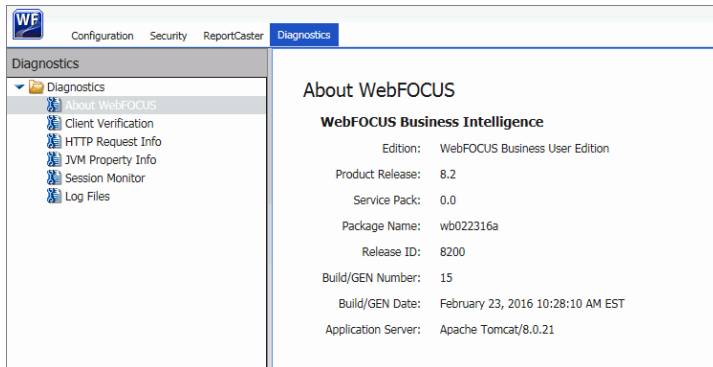 WF
Configuration Security ReportCaster Diagnostics
Diagnostics
Diagnostics
About WebFOCUS
Client Verification
HTTP Request Info
JVM Property Info
Session Monitor
Log Files
About WebFOCUS
WebFOCUS Business Intelligence
Edition: WebFOCUS Business User Edition
Product Release: 8.2
Service Pack: 0.0
Package Name: wb022316a
Release ID: 8200
Build/GEN Number: 15
Build/GEN Date: February 23, 2016 10:28:10 AM EST
Application Server: Apache Tomcat/8.0.21